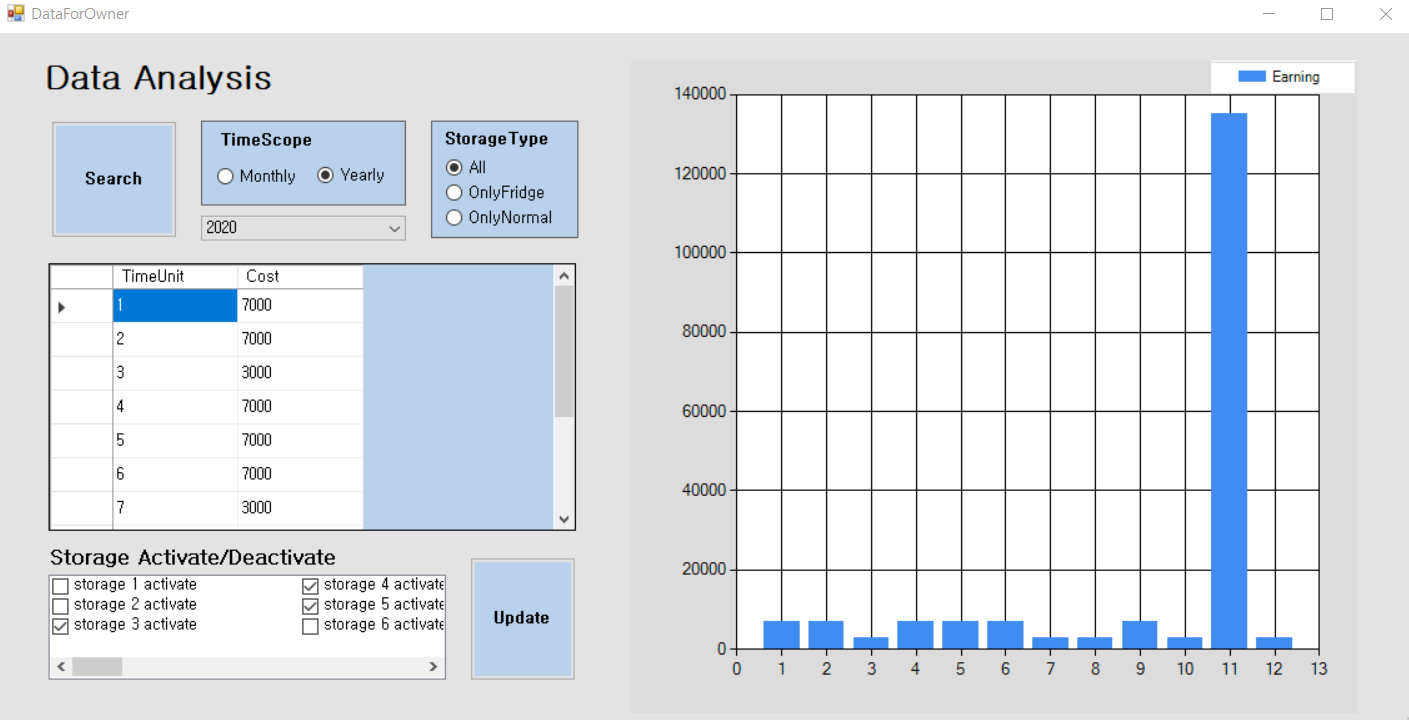 DataForOwner
Data Analysis
Search
TimeScope
Monthly
Yearly
2020
StorageType
All
OnlyFridge
OnlyNormal
TimeUnit Cost
1 7000
2 7000
3 3000
4 7000
5 7000
6 7000
7 3000
Storage Activate/Deactivate
storage 1 activate
storage 2 activate
storage 3 activate
storage 4 activate
storage 5 activate
storage 6 activate
Update
Earning
140000
120000
100000
80000
60000
40000
20000
0
0 1 2 3 4 5 6 7 8 9 10 11 12 13